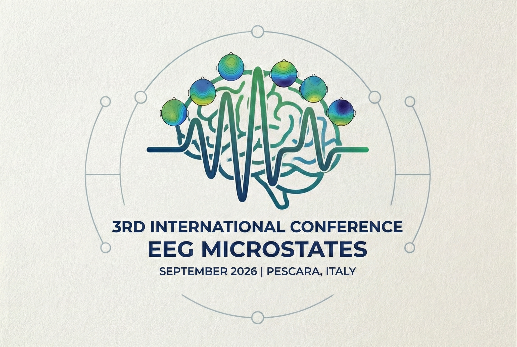 3RD INTERNATIONAL CONFERENCE
EEG MICROSTATES
SEPTEMBER 2026 | PESCARA, ITALY